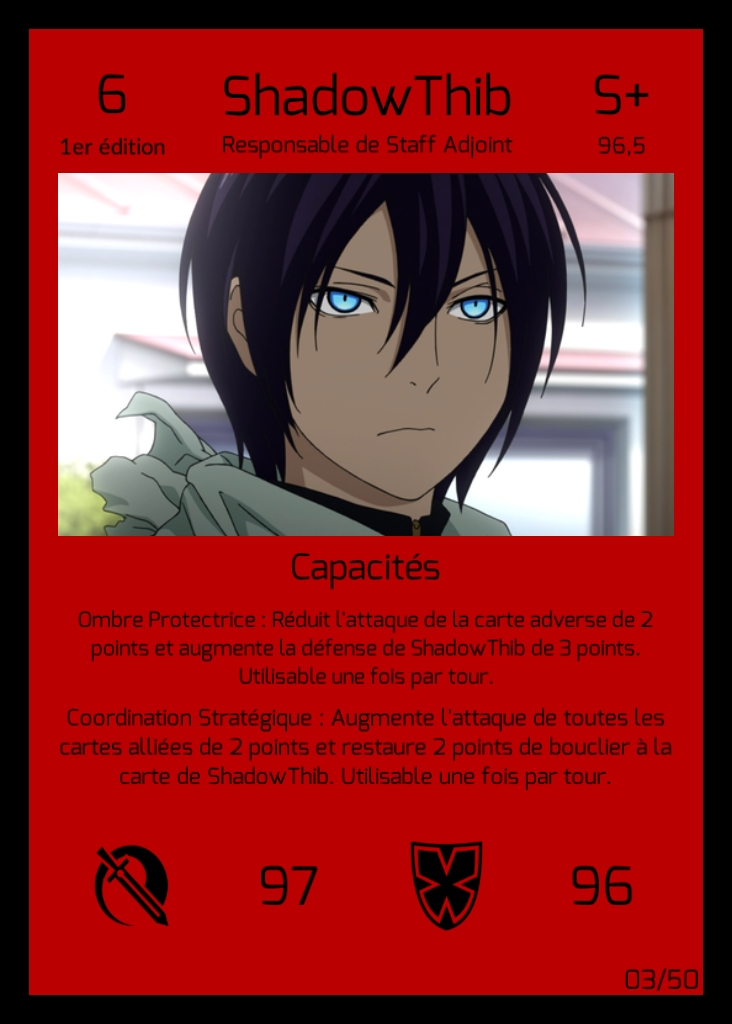 6
ShadowThib
S+
1er édition
Responsable de Staff Adjoint
96,5
Capacités
Ombre Protectrice : Réduit l'attaque de la carte adverse de 2
points et augmente la défense de ShadowThib de 3 points.
Utilisable une fois par tour.
Coordination Stratégique : Augmente l'attaque de toutes les
cartes alliées de 2 points et restaure 2 points de bouclier à la
carte de ShadowThib. Utilisable une fois par tour.
97
96
03/50